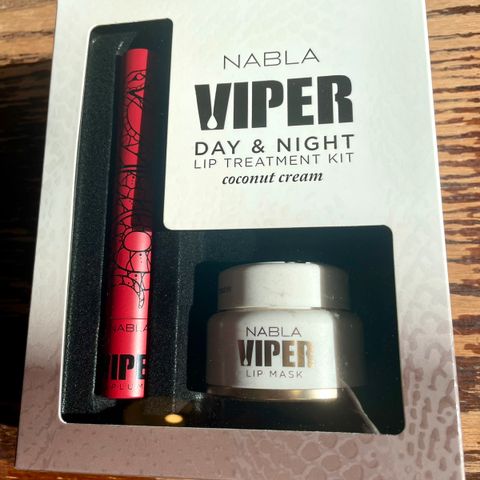 NABLA
VIPER
DAY & NIGHT
LIP TREATMENT KIT
coconut cream
NABLA
VIPER
NABLA
VIPER
LIP MASK